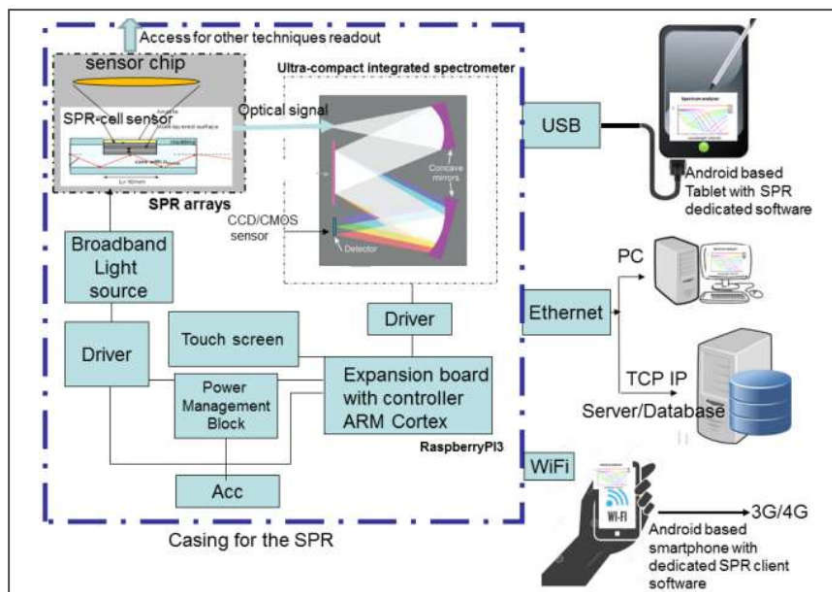 Access for other techniques readout
sensor chip
SPR-cell sensor
SPR arrays
Optical signal
Ultra-compact integrated spectrometer
Concave
mirrors
CCD/CMOS
sensor
Detector
Broadband
Light
source
Driver
Touch screen
Power
Management
Block
Acc
Driver
Expansion board
with controller
ARM Cortex
RaspberryPI3
Casing for the SPR
USB
Spectrum analyzer
Android based
Tablet with SPR
dedicated software
Ethernet
PC
TCP IP
Server/Database
WiFi
WI-FI
3G/4G
Android based
smartphone with
dedicated SPR client
software